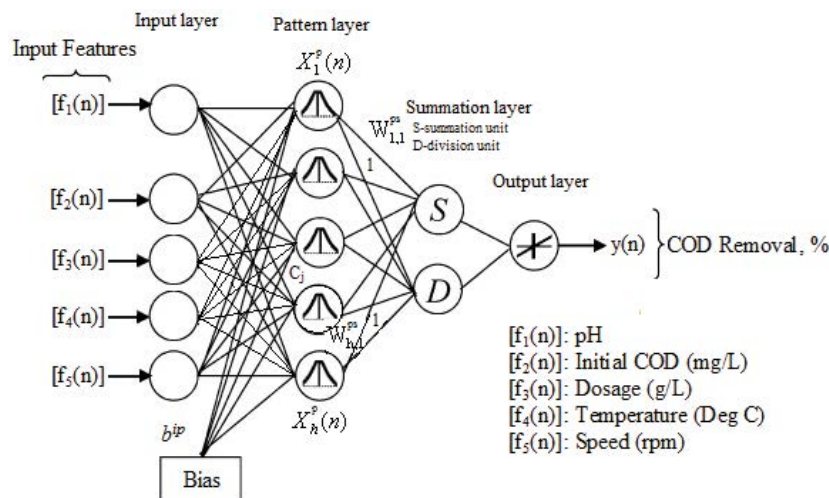 Input layer
Pattern layer
Input Features
X₁ᵖ(n)
[f₁(n)]
[f₂(n)]
[f₃(n)]
[f₄(n)]
[f₅(n)]
Summation layer
S-summation unit
D-division unit
W₁,₁ᵖˢ
1
S
D
Output layer
y(n)
COD Removal, %
Cⱼ
Wₕ,₁ᵖˢ
1
Xₕᵖ(n)
bⁱᵖ
Bias
[f₁(n)]: pH
[f₂(n)]: Initial COD (mg/L)
[f₃(n)]: Dosage (g/L)
[f₄(n)]: Temperature (Deg C)
[f₅(n)]: Speed (rpm)